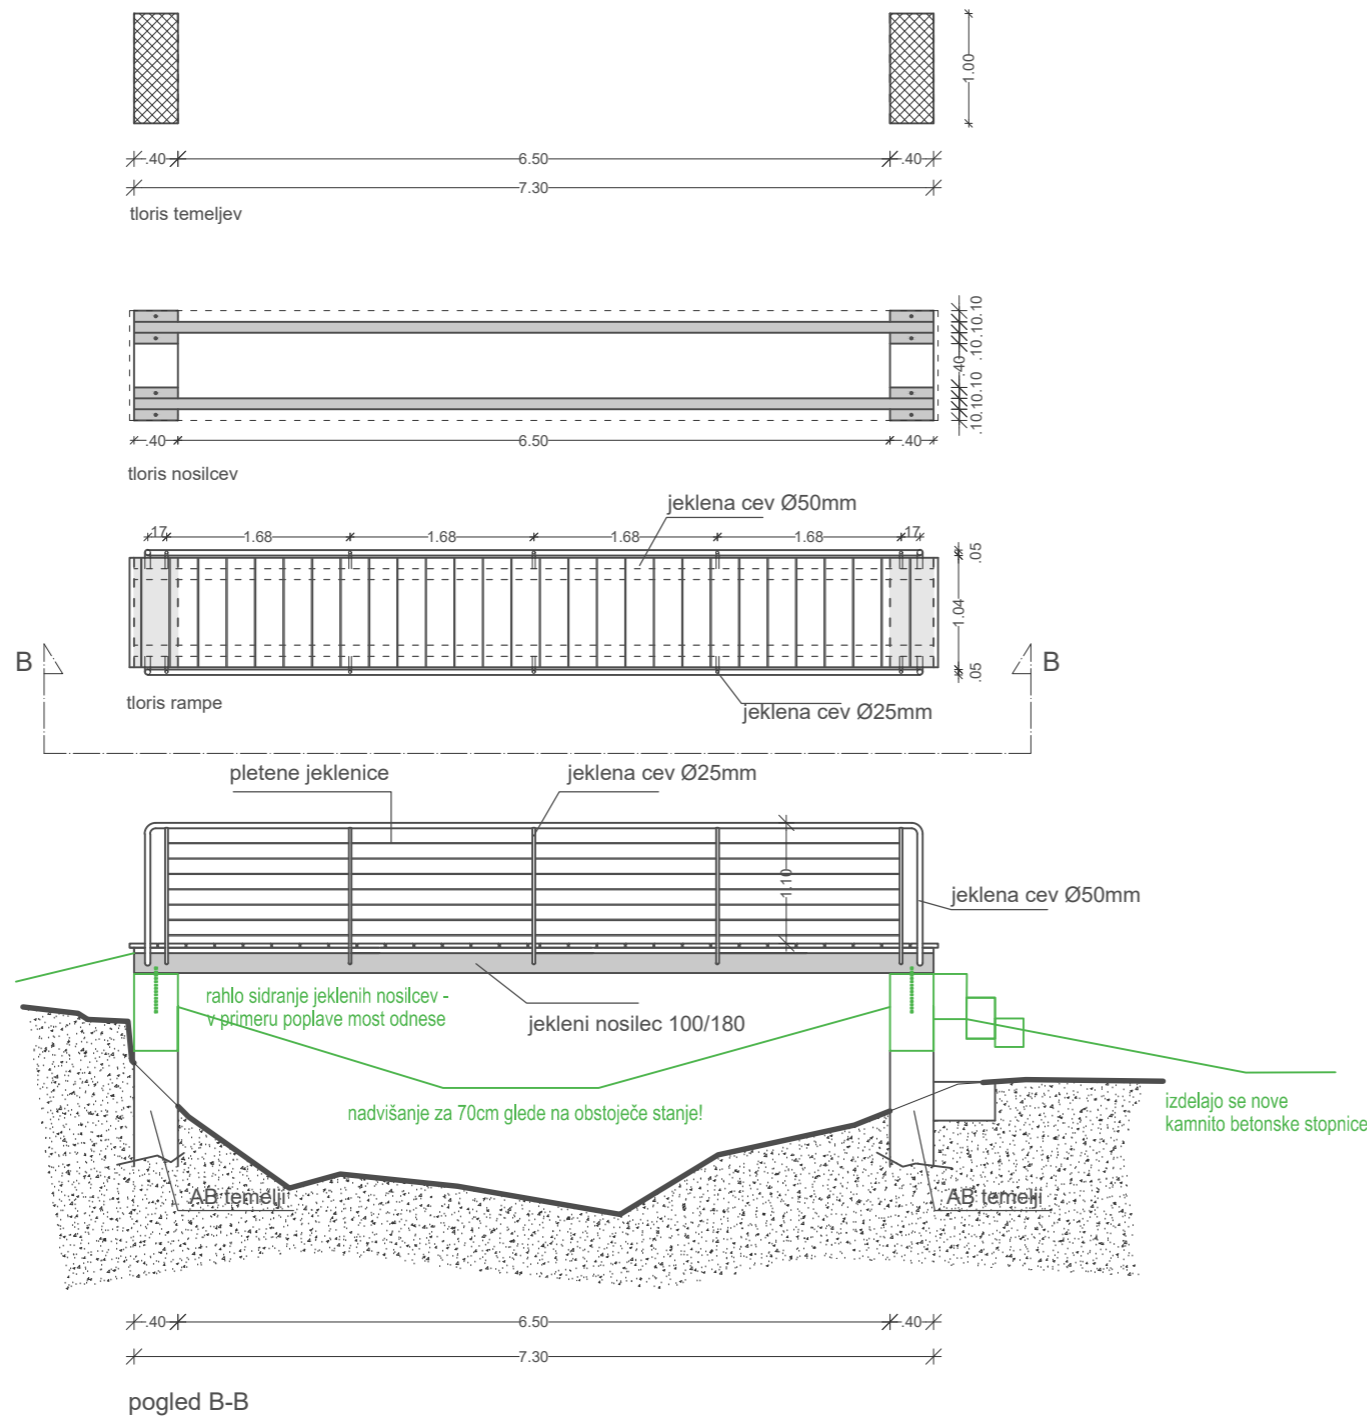 1.00
.40
6.50
.40
7.30
tloris temeljev
.10
.10
.10
.40
.10
.10
.10
.40
6.50
.40
tloris nosilcev
jeklena cev Ø50mm
.17
1.68
1.68
1.68
1.68
.17
.05
1.04
.05
B
B
tloris rampe
jeklena cev Ø25mm
pletene jeklenice
jeklena cev Ø25mm
1.10
jeklena cev Ø50mm
rahlo sidranje jeklenih nosilcev -
v primeru poplave most odnese
jekleni nosilec 100/180
nadvišanje za 70cm glede na obstoječe stanje!
izdelajo se nove
kamnito betonske stopnice
AB temelji
AB temelji
.40
6.50
.40
7.30
pogled B-B